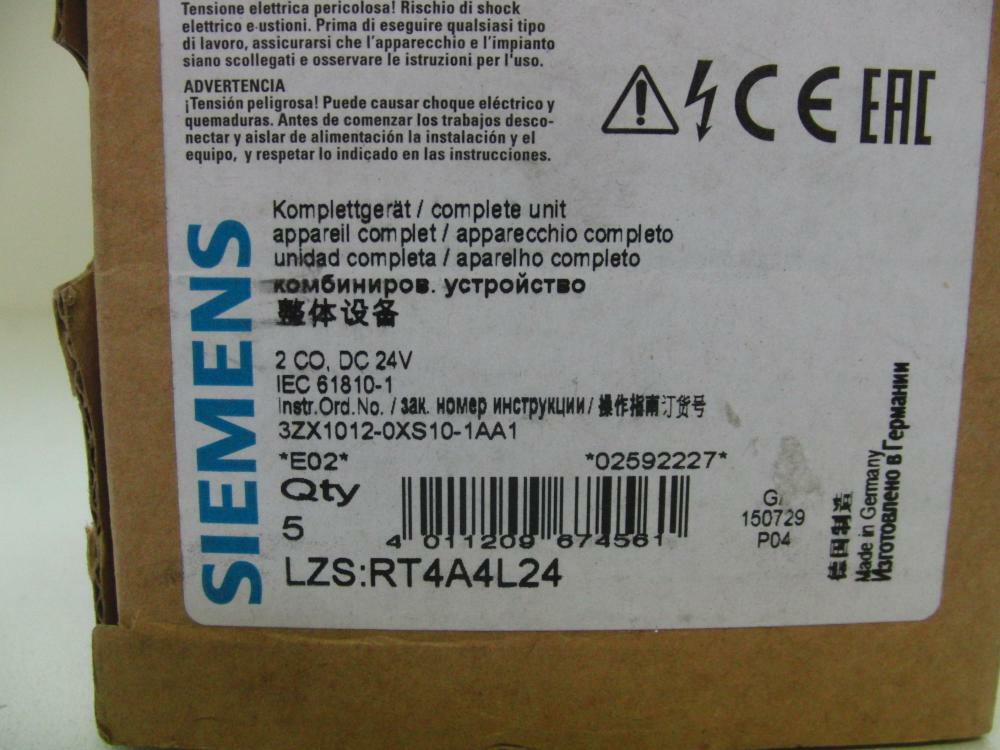 Tensione elettrica pericolosa! Rischio di shock
elettrico e ustioni. Prima di eseguire qualsiasi tipo
di lavoro, assicurarsi che l'apparecchio e l'impianto
siano scollegati e osservare le istruzioni per l'uso.
ADVERTENCIA
¡Tensión peligrosa! Puede causar choque eléctrico y
quemaduras. Antes de comenzar los trabajos desco-
nectar y aislar de alimentación la instalación y el
equipo, y respetar lo indicado en las instrucciones.
CE EAC
SIEMENS
Komplettgerät / complete unit
appareil complet / apparecchio completo
unidad completa / aparelho completo
комбиниров. устройство
整体设备
2 CO, DC 24V
IEC 61810-1
Instr.Ord.No. / зак. номер инструкции / 操作指南订货号
3ZX1012-0XS10-1AA1
*E02* *02592227*
Qty
5
4 011209 674561
LZS:RT4A4L24
150729
P04
德国制造
Made in Germany
Изготовлено в Германии